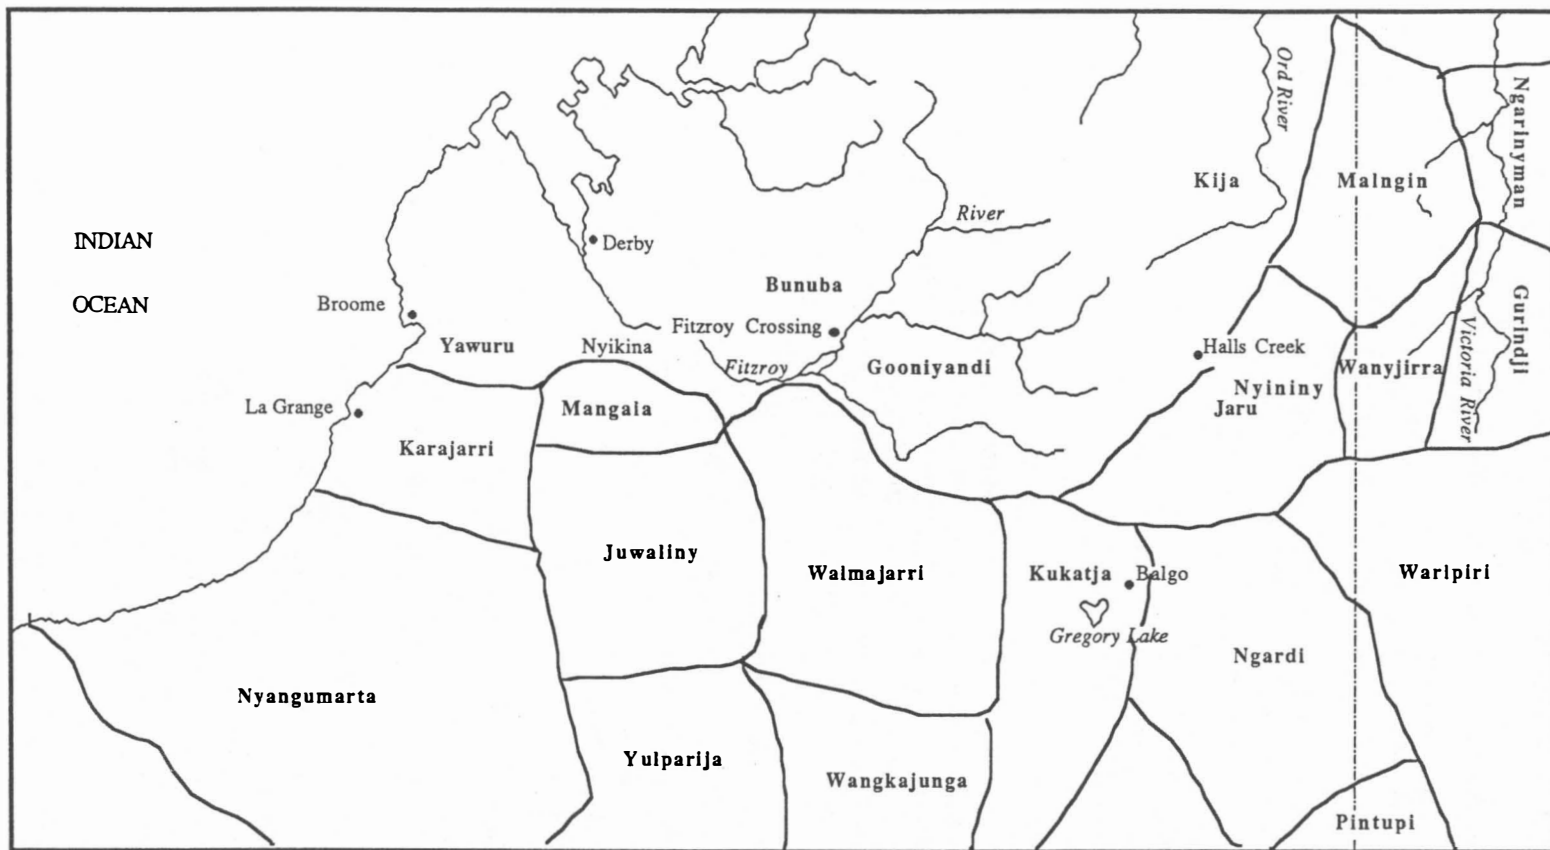 Ord River
Ngarinyman
Kija
Malngin
River
INDIAN
OCEAN
Derby
Bunuba
Broome
Fitzroy Crossing
Yawuru
Nyikina
Fitzroy
Gooniyandi
Halls Creek
Wanyjirra
Victoria River
Gurindji
Nyininy
Jaru
La Grange
Mangala
Karajarri
Juwaliny
Walmajarri
Kukatja
Balgo
Warlpiri
Gregory Lake
Ngardi
Nyangumarta
Yulparija
Wangkajunga
Pintupi